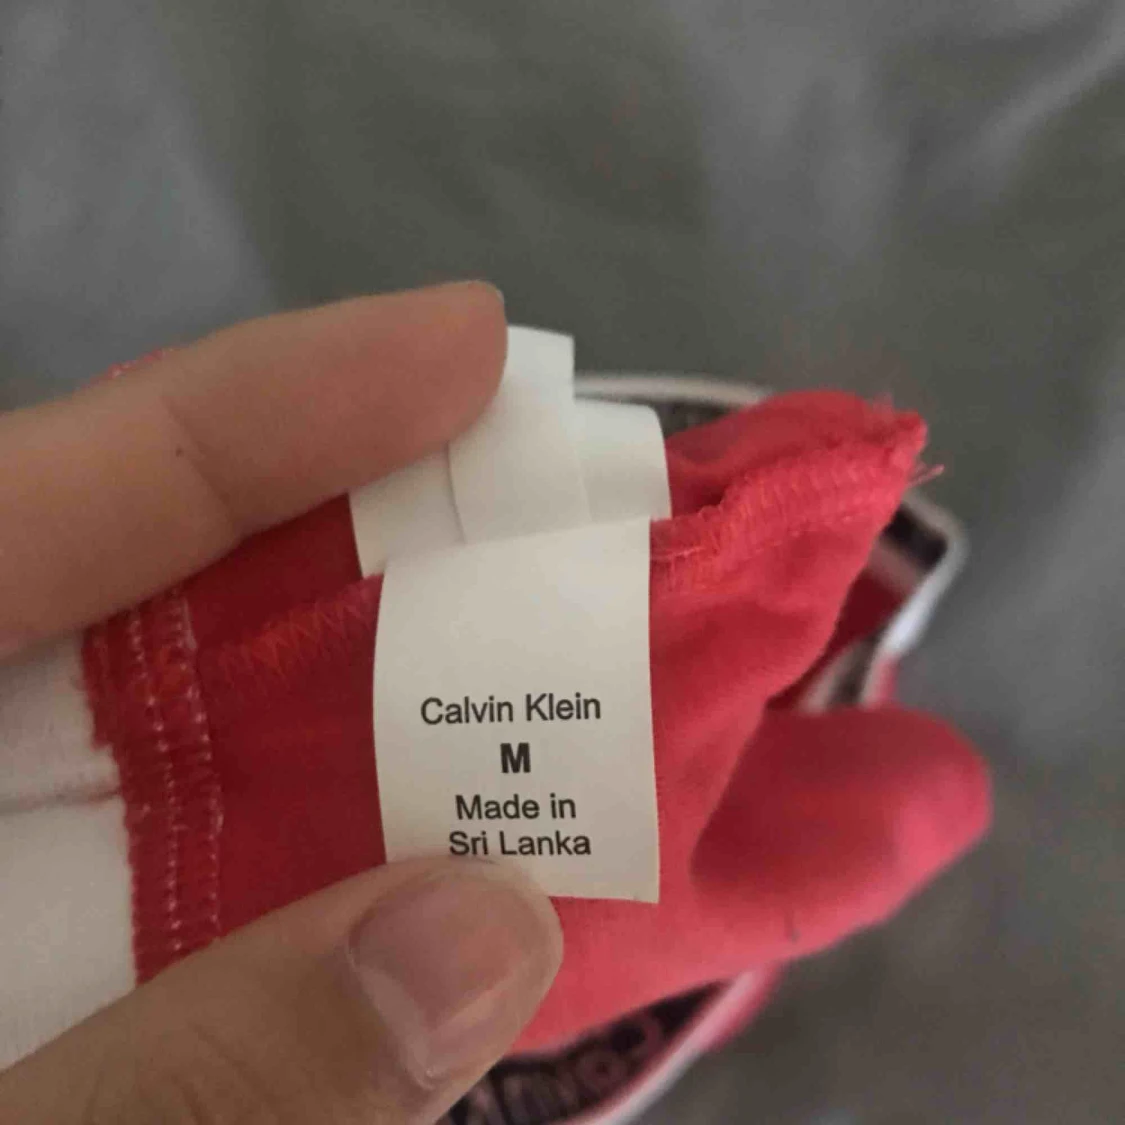 Calvin Klein
M
Made in
Sri Lanka